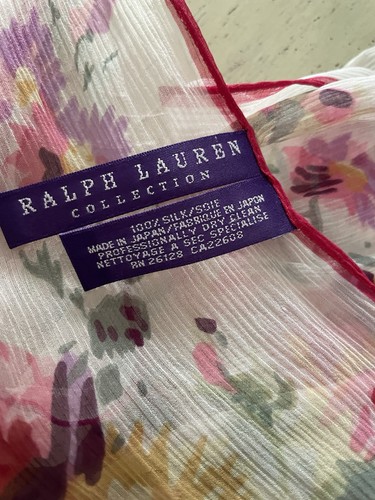 RALPH LAUREN
COLLECTION
100% SILK/SOIE
MADE IN JAPAN/FABRIQUE EN JAPON
PROFESSIONALLY DRY CLEAN
NETTOYAGE A SEC SPECIALISE
RN 26128 CA22608